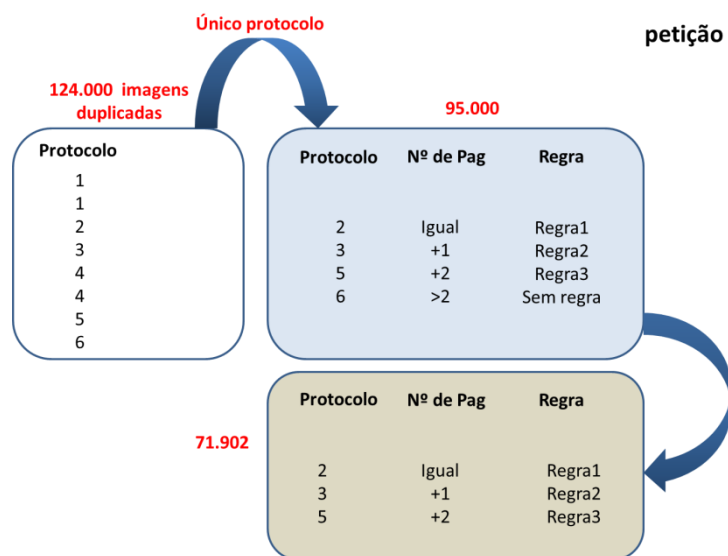 Único protocolo
petição
124.000 imagens
duplicadas
95.000
Protocolo
1
1
2
3
4
4
5
6
Protocolo Nº de Pag Regra
2 Igual Regra1
3 +1 Regra2
5 +2 Regra3
6 >2 Sem regra
71.902
Protocolo Nº de Pag Regra
2 Igual Regra1
3 +1 Regra2
5 +2 Regra3